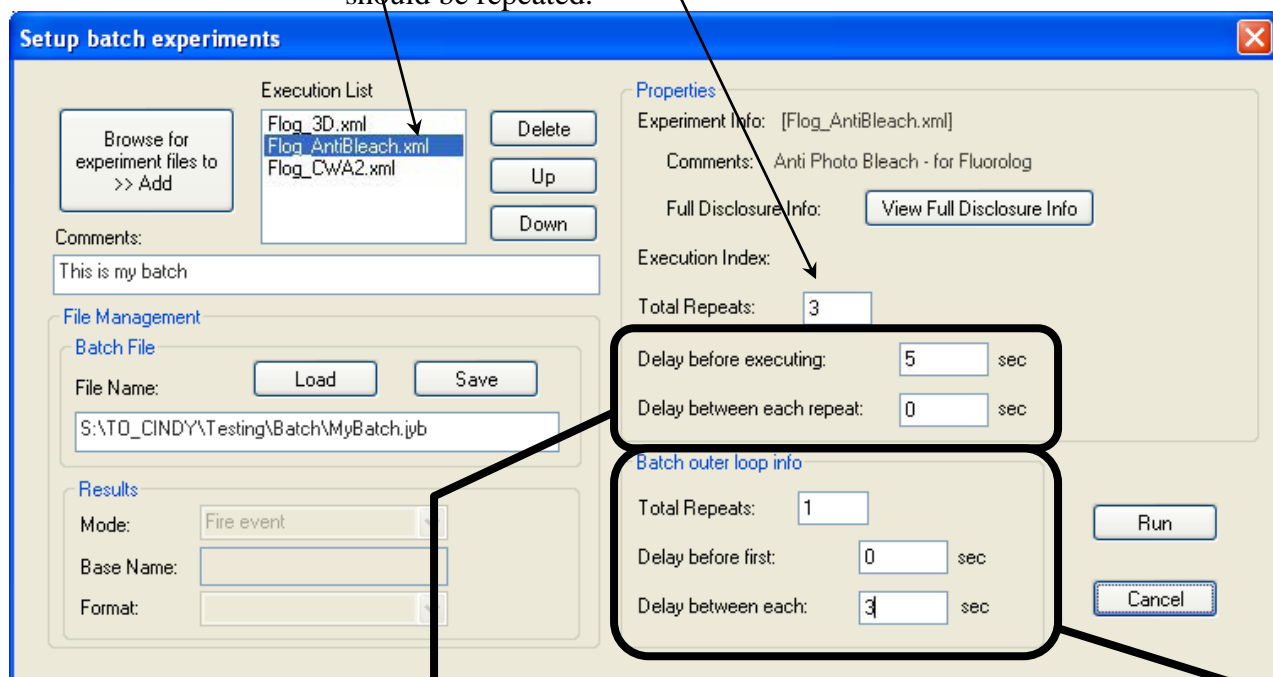 should be repeated.
Setup batch experiments
Execution List
Browse for
experiment files to
>> Add
Flog_3D.xml
Flog_AntiBleach.xml
Flog_CWA2.xml
Delete
Up
Down
Comments:
This is my batch
File Management
Batch File
File Name:
Load
Save
S:\TO_CINDY\Testing\Batch\MyBatch.jyb
Results
Mode:
Fire event
Base Name:
Format:
Properties
Experiment Info: [Flog_AntiBleach.xml]
Comments: Anti Photo Bleach - for Fluorolog
Full Disclosure Info:
View Full Disclosure Info
Execution Index:
Total Repeats: 3
Delay before executing: 5 sec
Delay between each repeat: 0 sec
Batch outer loop info
Total Repeats: 1
Delay before first: 0 sec
Delay between each: 3 sec
Run
Cancel